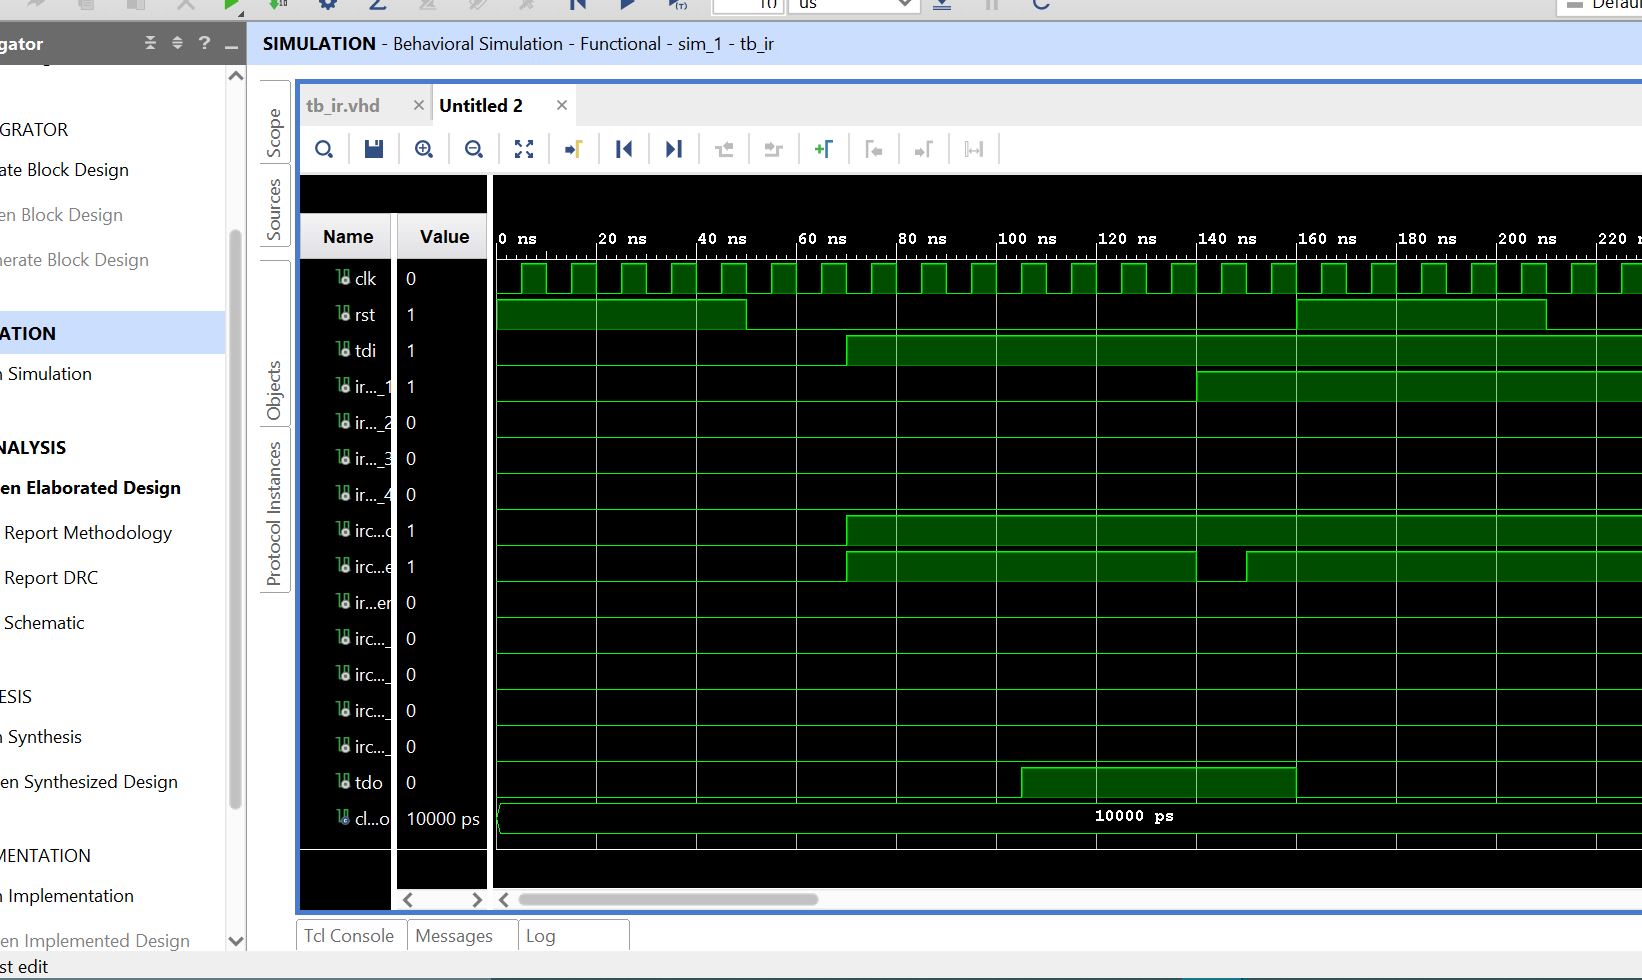 10 us Defau
gator ?
SIMULATION - Behavioral Simulation - Functional - sim_1 - tb_ir
GRATOR
ate Block Design
en Block Design
nerate Block Design
ATION
n Simulation
NALYSIS
en Elaborated Design
Report Methodology
Report DRC
Schematic
ESIS
n Synthesis
en Synthesized Design
MENTATION
n Implementation
en Implemented Design
st edit
Scope
Sources
Objects
Protocol Instances
tb_ir.vhd
Untitled 2
Name Value
0 ns 20 ns 40 ns 60 ns 80 ns 100 ns 120 ns 140 ns 160 ns 180 ns 200 ns 220 n
clk 0
rst 1
tdi 1
ir..._1 1
ir..._2 0
ir..._3 0
ir..._4 0
irc...c 1
irc...e 1
ir...er 0
irc..._ 0
irc..._ 0
irc..._ 0
irc..._ 0
tdo 0
cl...o 10000 ps 10000 ps
Tcl Console Messages Log